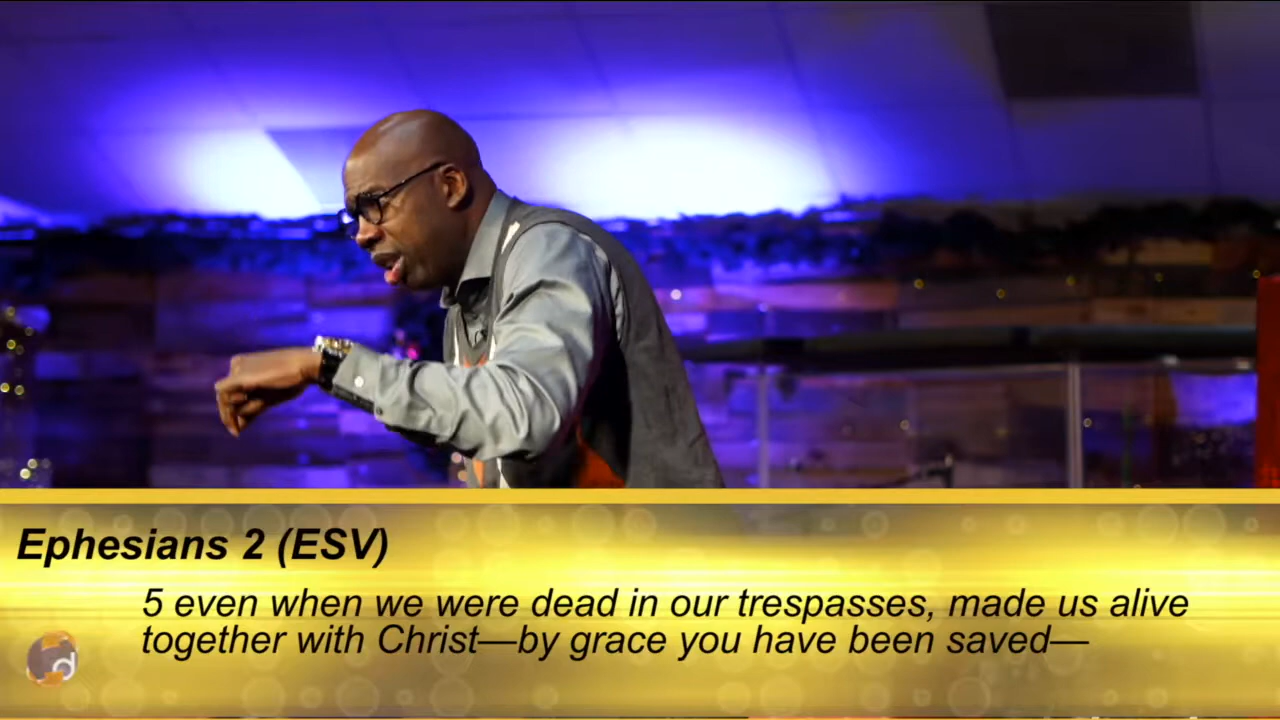 Ephesians 2 (ESV)
5 even when we were dead in our trespasses, made us alive
together with Christ—by grace you have been saved—
d